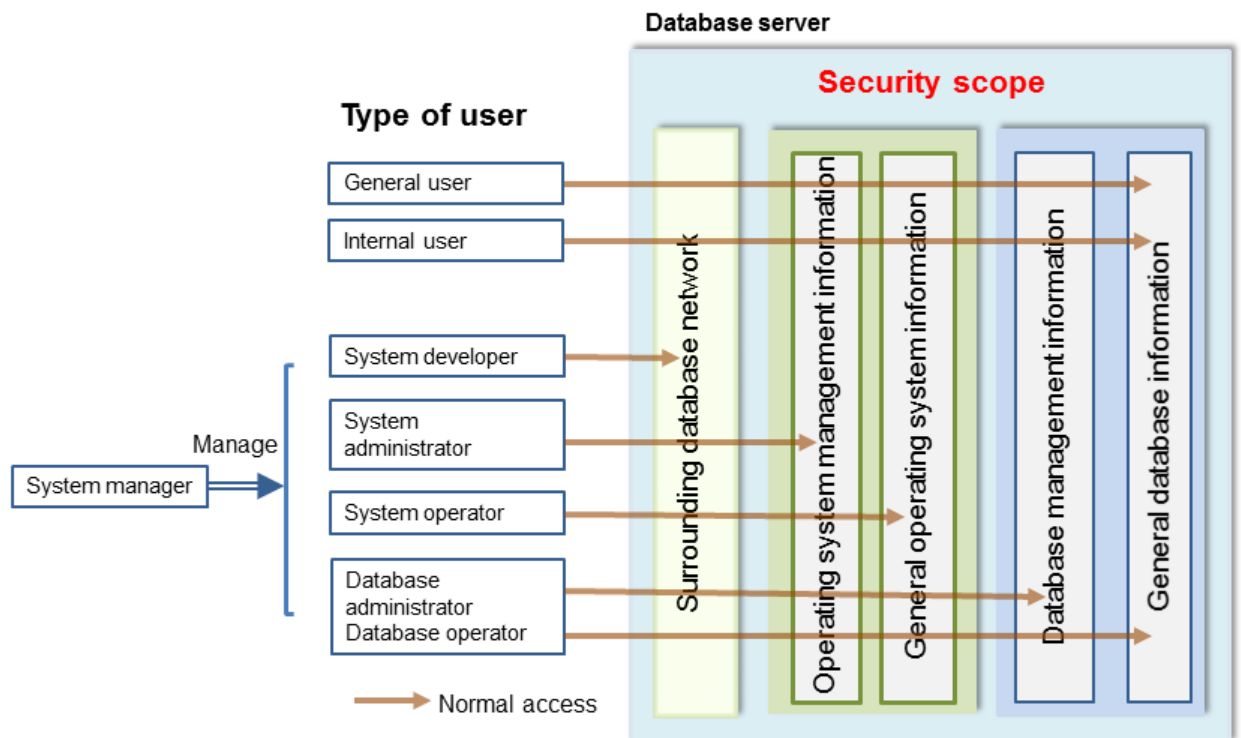 Database server
Security scope
Type of user
General user
Internal user
System developer
System
administrator
Manage
System manager
System operator
Database
administrator
Database operator
Normal access
Surrounding database network
Operating system management information
General operating system information
Database management information
General database information